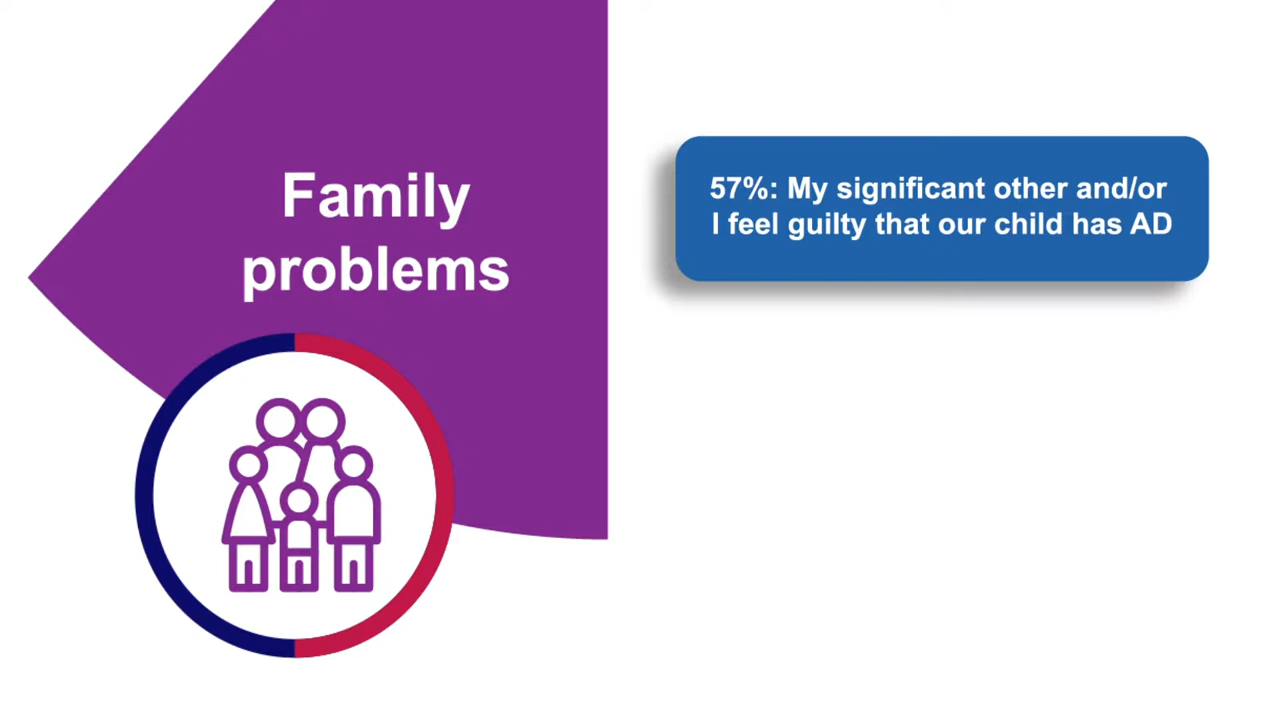 Family
problems
57%: My significant other and/or
I feel guilty that our child has AD